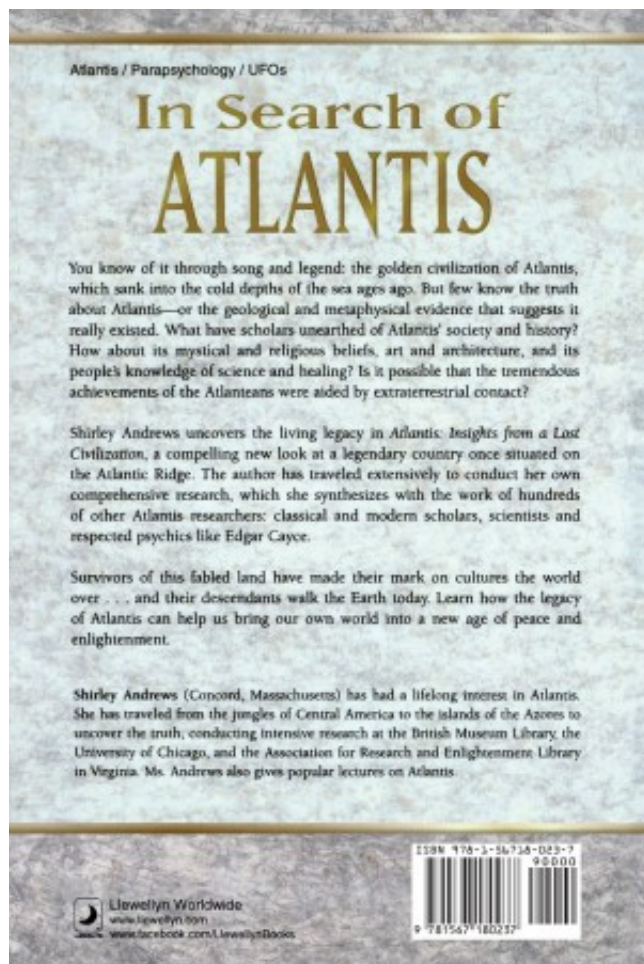 Atlantis / Parapsychology / UFOs
In Search of
ATLANTIS
You know of it through song and legend: the golden civilization of Atlantis,
which sank into the cold depths of the sea ages ago. But few know the truth
about Atlantis—or the geological and metaphysical evidence that suggests it
really existed. What have scholars unearthed of Atlantis' society and history?
How about its mystical and religious beliefs, art and architecture, and its
people's knowledge of science and healing? Is it possible that the tremendous
achievements of the Atlanteans were aided by extraterrestrial contact?
Shirley Andrews uncovers the living legacy in Atlantis: Insights from a Lost
Civilization, a compelling new look at a legendary country once situated on
the Atlantic Ridge. The author has traveled extensively to conduct her own
comprehensive research, which she synthesizes with the work of hundreds
of other Atlantis researchers: classical and modern scholars, scientists and
respected psychics like Edgar Cayce.
Survivors of this fabled land have made their mark on cultures the world
over . . . and their descendants walk the Earth today. Learn how the legacy
of Atlantis can help us bring our own world into a new age of peace and
enlightenment.
Shirley Andrews (Concord, Massachusetts) has had a lifelong interest in Atlantis.
She has traveled from the jungles of Central America to the islands of the Azores to
uncover the truth, conducting intensive research at the British Museum Library, the
University of Chicago, and the Association for Research and Enlightenment Library
in Virginia. Ms. Andrews also gives popular lectures on Atlantis.
ISBN 978-1-56718-023-7
90000
9 781567 180237
Llewellyn Worldwide
www.llewellyn.com
www.facebook.com/LlewellynBooks